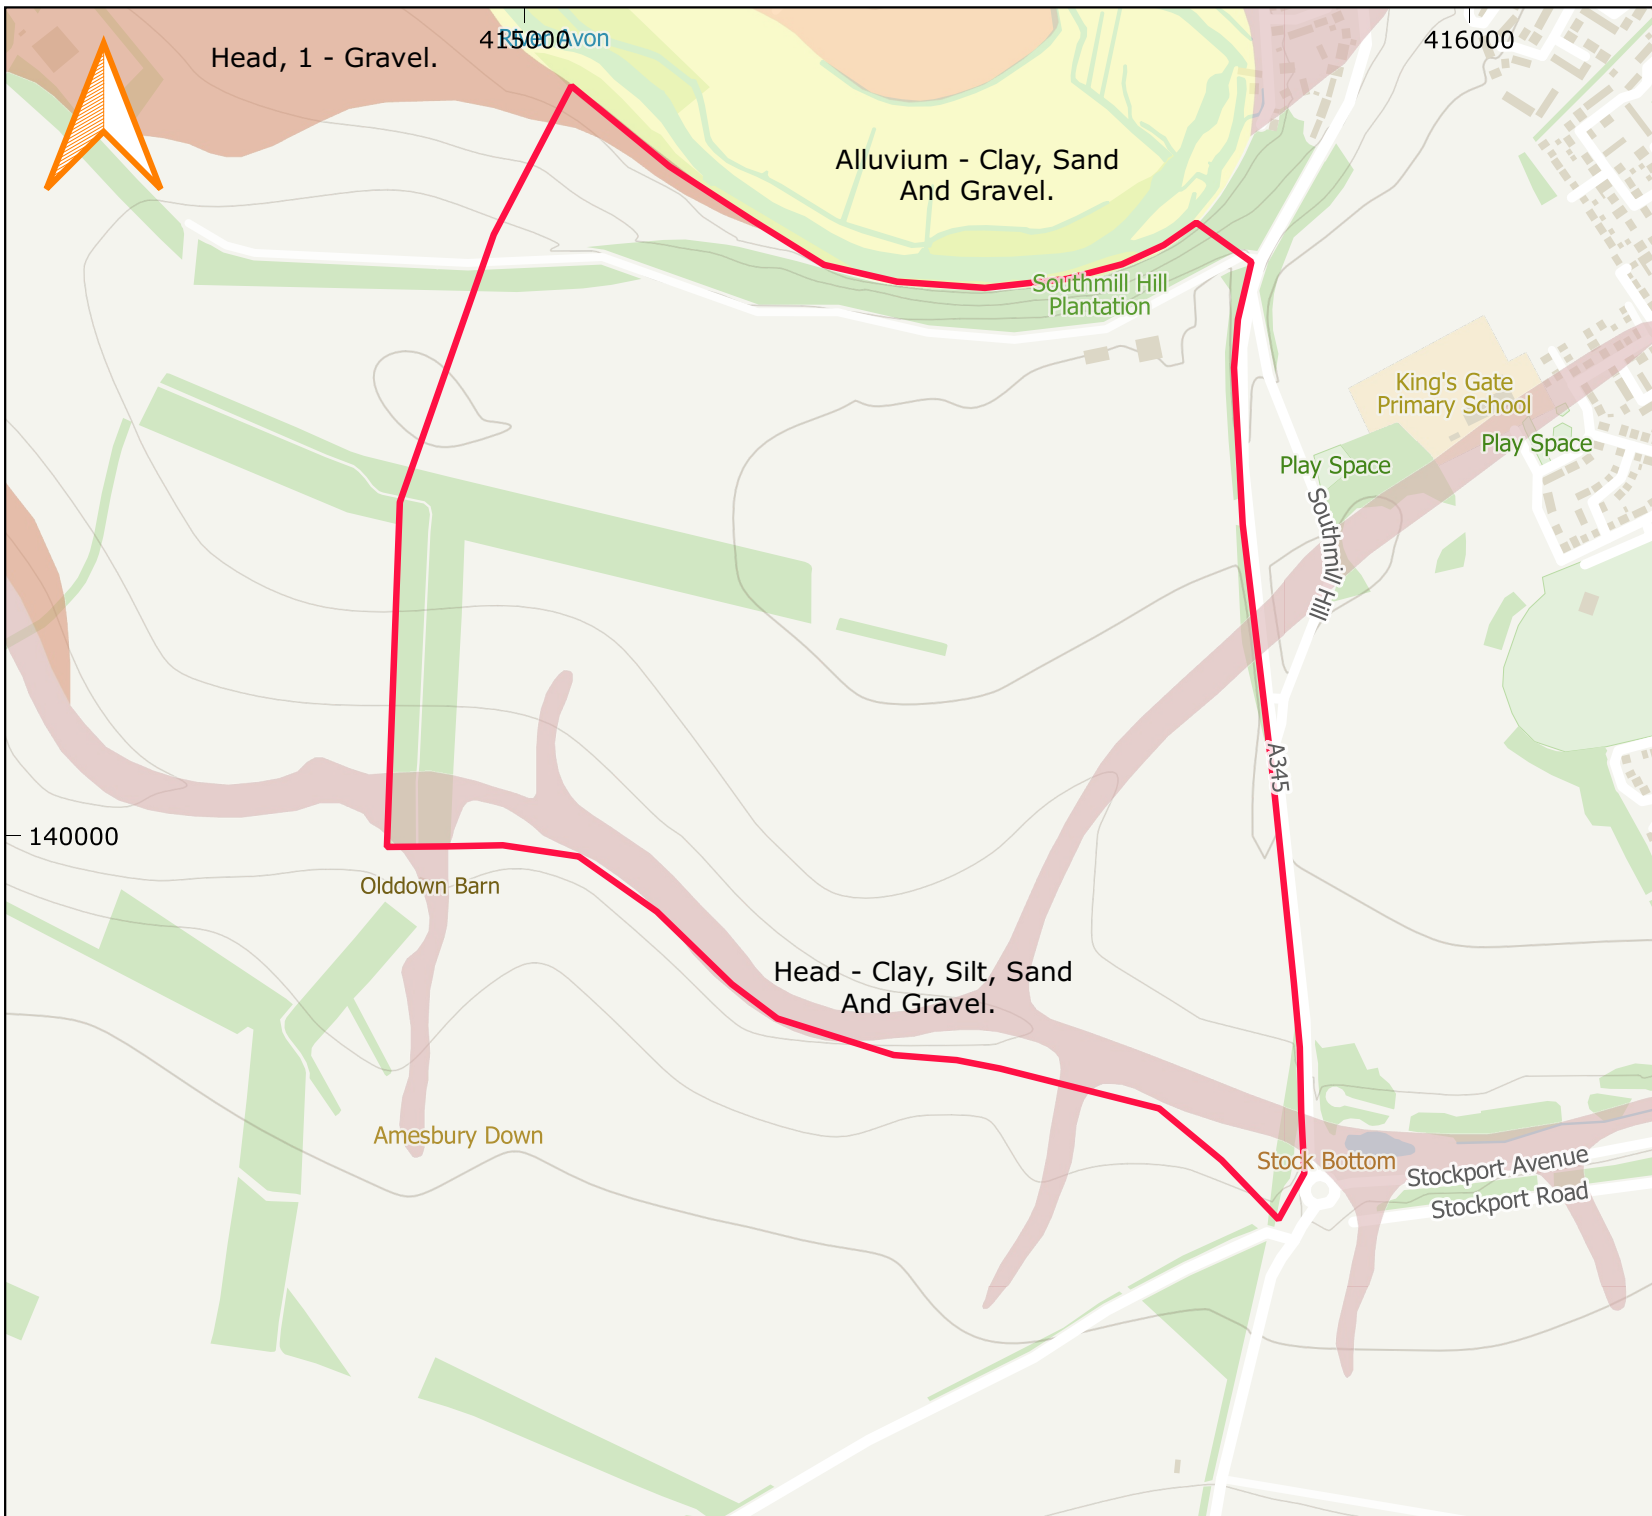 415000
416000
River Avon
Head, 1 - Gravel.
Alluvium - Clay, Sand
And Gravel.
Southmill Hill
Plantation
King's Gate
Primary School
Play Space
Play Space
Southmill Hill
A345
140000
Olddown Barn
Head - Clay, Silt, Sand
And Gravel.
Amesbury Down
Stock Bottom
Stockport Avenue
Stockport Road